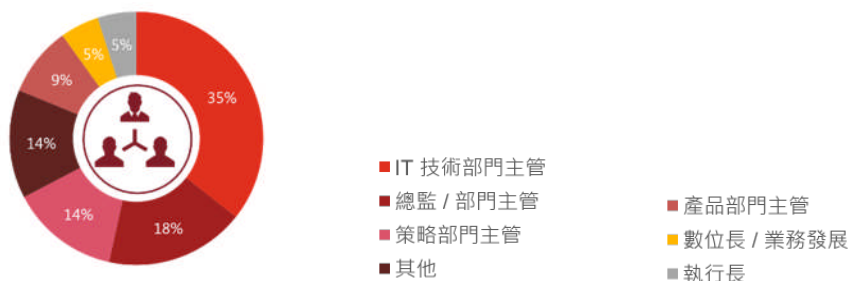 5%
5%
9%
35%
14%
14%
18%
IT 技術部門主管
總監 / 部門主管
策略部門主管
其他
產品部門主管
數位長 / 業務發展
執行長